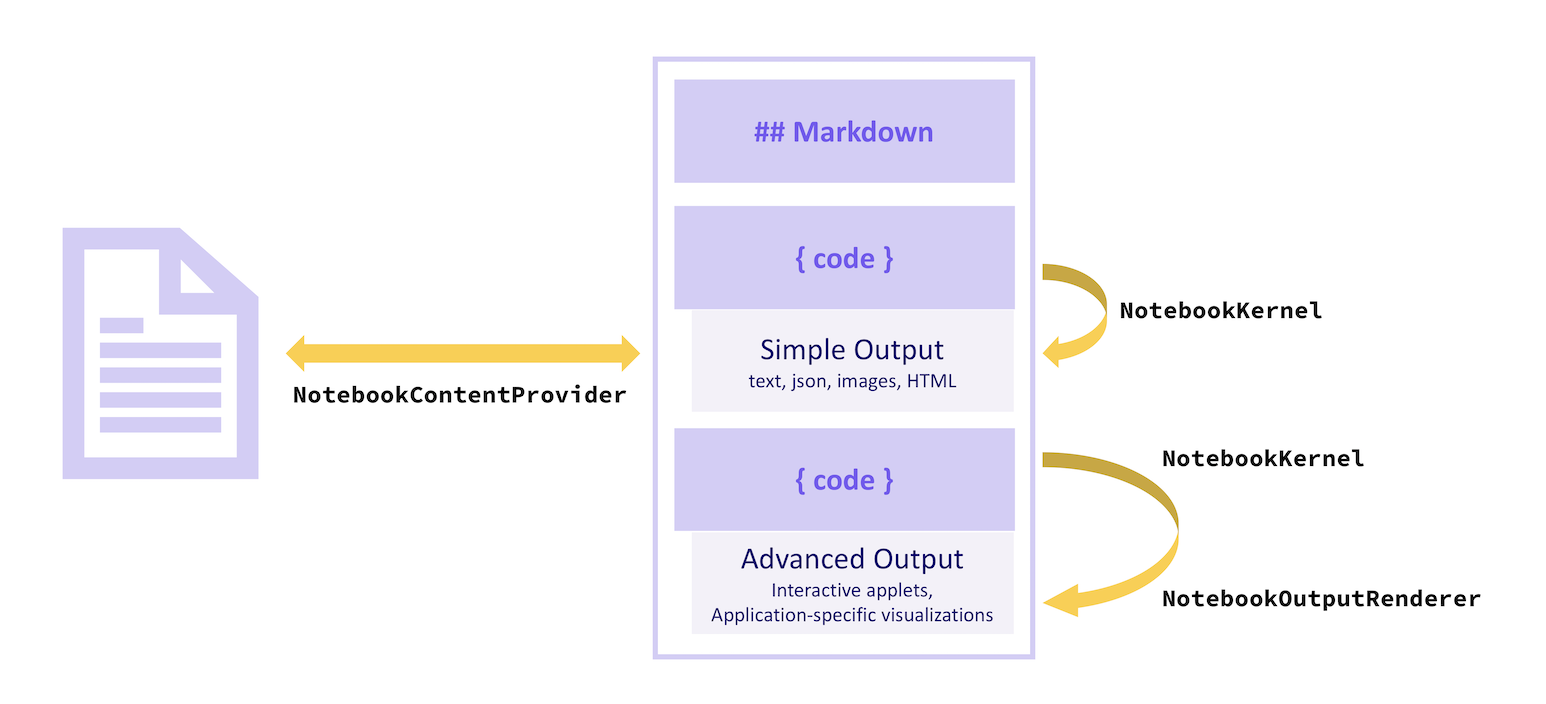 ## Markdown
{ code }
NotebookKernel
Simple Output
text, json, images, HTML
NotebookContentProvider
{ code }
NotebookKernel
Advanced Output
Interactive applets,
Application-specific visualizations
NotebookOutputRenderer